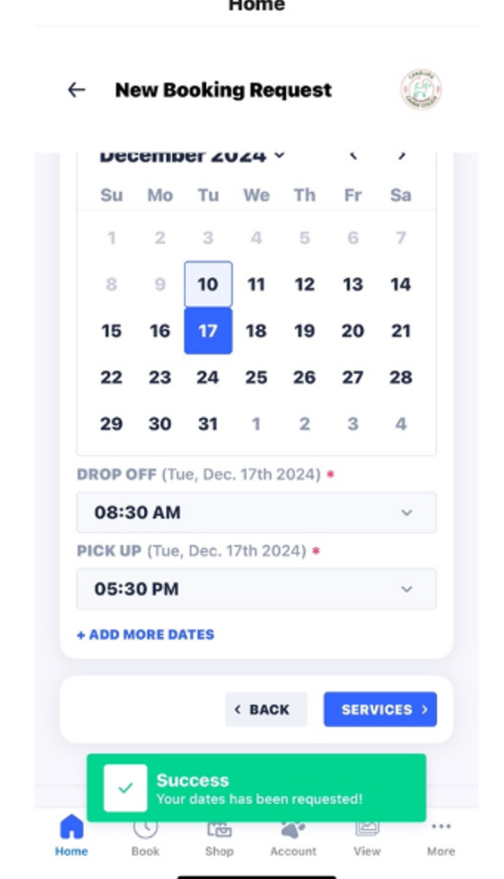 Home
New Booking Request
December 2024
Su Mo Tu We Th Fr Sa
1 2 3 4 5 6 7
8 9 10 11 12 13 14
15 16 17 18 19 20 21
22 23 24 25 26 27 28
29 30 31 1 2 3 4
DROP OFF (Tue, Dec. 17th 2024) *
08:30 AM
PICK UP (Tue, Dec. 17th 2024) *
05:30 PM
+ ADD MORE DATES
BACK SERVICES
Success
Your dates has been requested!
Home Book Shop Account View More